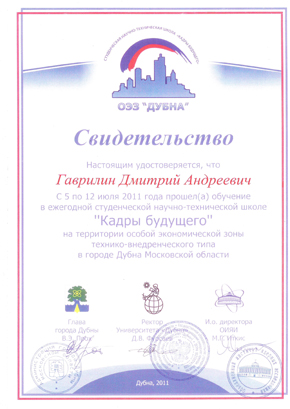 СТУДЕНЧЕСКАЯ НАУЧНО-ТЕХНИЧЕСКАЯ ШКОЛА "КАДРЫ БУДУЩЕГО"
ОЭЗ "ДУБНА"
Свидетельство
Настоящим удостоверяется, что
Гаврилин Дмитрий Андреевич
С 5 по 12 июля 2011 года прошел(а) обучение
в ежегодной студенческой научно-технической школе
"Кадры будущего"
на территории особой экономической зоны
технико-внедренческого типа
в городе Дубна Московской области
Глава
города Дубны
В.Э. Прох
Ректор
Университета "Дубна"
Д.В. Фурсаев
И.о. директора
ОИЯИ
М.Г. Иткис
Дубна, 2011